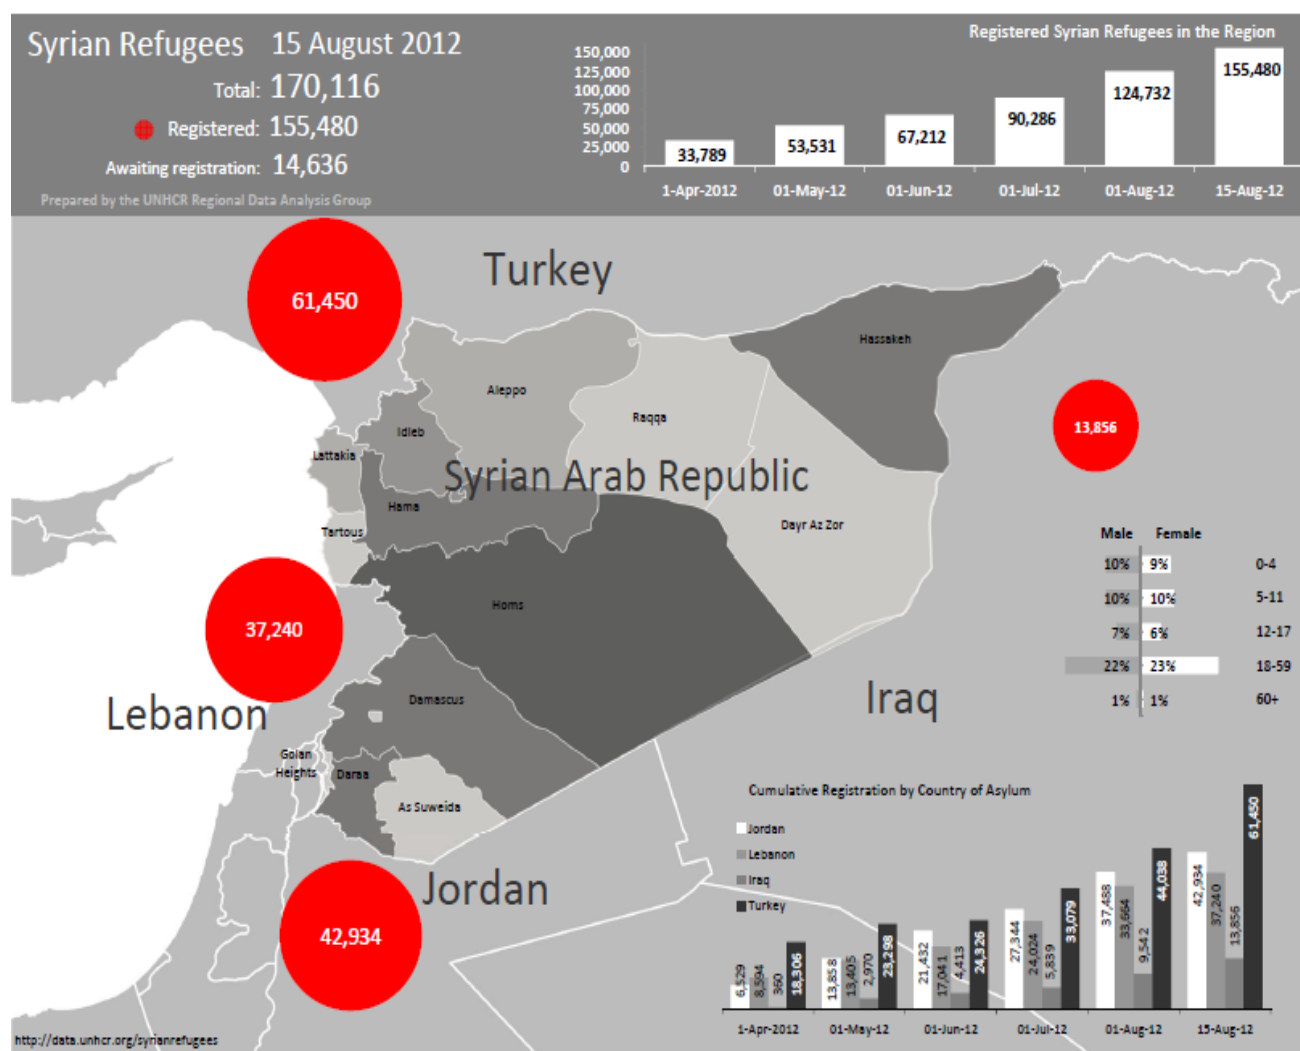 Syrian Refugees 15 August 2012
Total: 170,116
Registered: 155,480
Awaiting registration: 14,636
Prepared by the UNHCR Regional Data Analysis Group
Registered Syrian Refugees in the Region
150,000
125,000
100,000
75,000
50,000
25,000
0
33,789 53,531 67,212 90,286 124,732 155,480
1-Apr-2012 01-May-12 01-Jun-12 01-Jul-12 01-Aug-12 15-Aug-12
Turkey
61,450
Hassakeh
Aleppo
Raqqa
13,856
Idleb
Lattakia
Syrian Arab Republic
Hama
Tartous
Dayr Az Zor
Homs
37,240
Lebanon
Damascus
Iraq
Golan
Heights
Daraa
As Suweida
Jordan
42,934
Male Female
10% 9% 0-4
10% 10% 5-11
7% 6% 12-17
22% 23% 18-59
1% 1% 60+
Cumulative Registration by Country of Asylum
Jordan
Lebanon
Iraq
Turkey
6,529 8,594 360 18,306
13,858 13,405 2,970 23,298
21,432 17,041 4,413 24,326
27,344 24,024 5,839 33,079
37,488 33,664 9,542 44,038
42,934 37,240 13,856 61,450
1-Apr-2012 01-May-12 01-Jun-12 01-Jul-12 01-Aug-12 15-Aug-12
http://data.unhcr.org/syrianrefugees